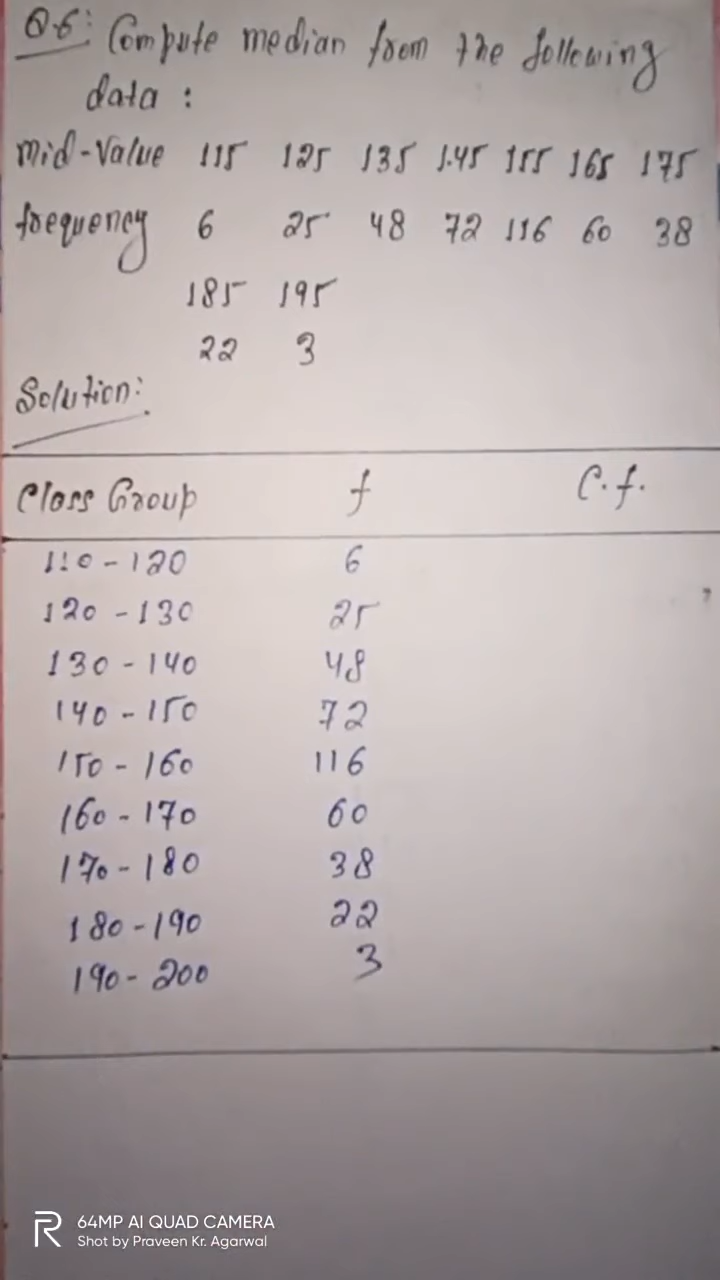 Q.6: Compute median from the following
data :
Mid-Value 115 125 135 145 155 165 175
frequency 6 25 48 72 116 60 38
185 195
22 3
Solution:
Class Group f C.f.
110-120 6
120-130 25
130-140 48
140-150 72
150-160 116
160-170 60
170-180 38
180-190 22
190-200 3
64MP AI QUAD CAMERA
Shot by Praveen Kr. Agarwal